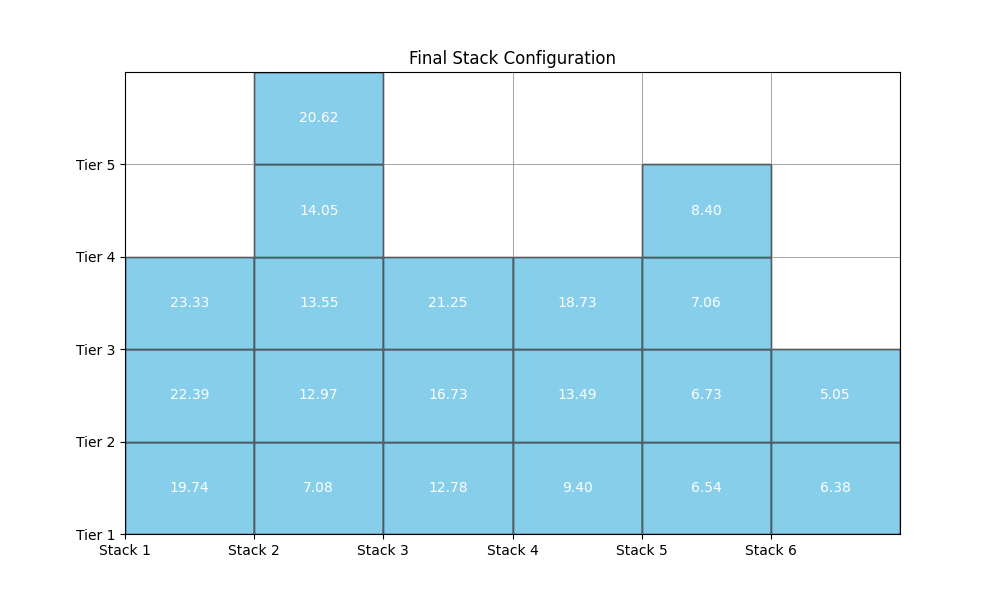 Final Stack Configuration
20.62
Tier 5
14.05 8.40
Tier 4
23.33 13.55 21.25 18.73 7.06
Tier 3
22.39 12.97 16.73 13.49 6.73 5.05
Tier 2
19.74 7.08 12.78 9.40 6.54 6.38
Tier 1
Stack 1 Stack 2 Stack 3 Stack 4 Stack 5 Stack 6